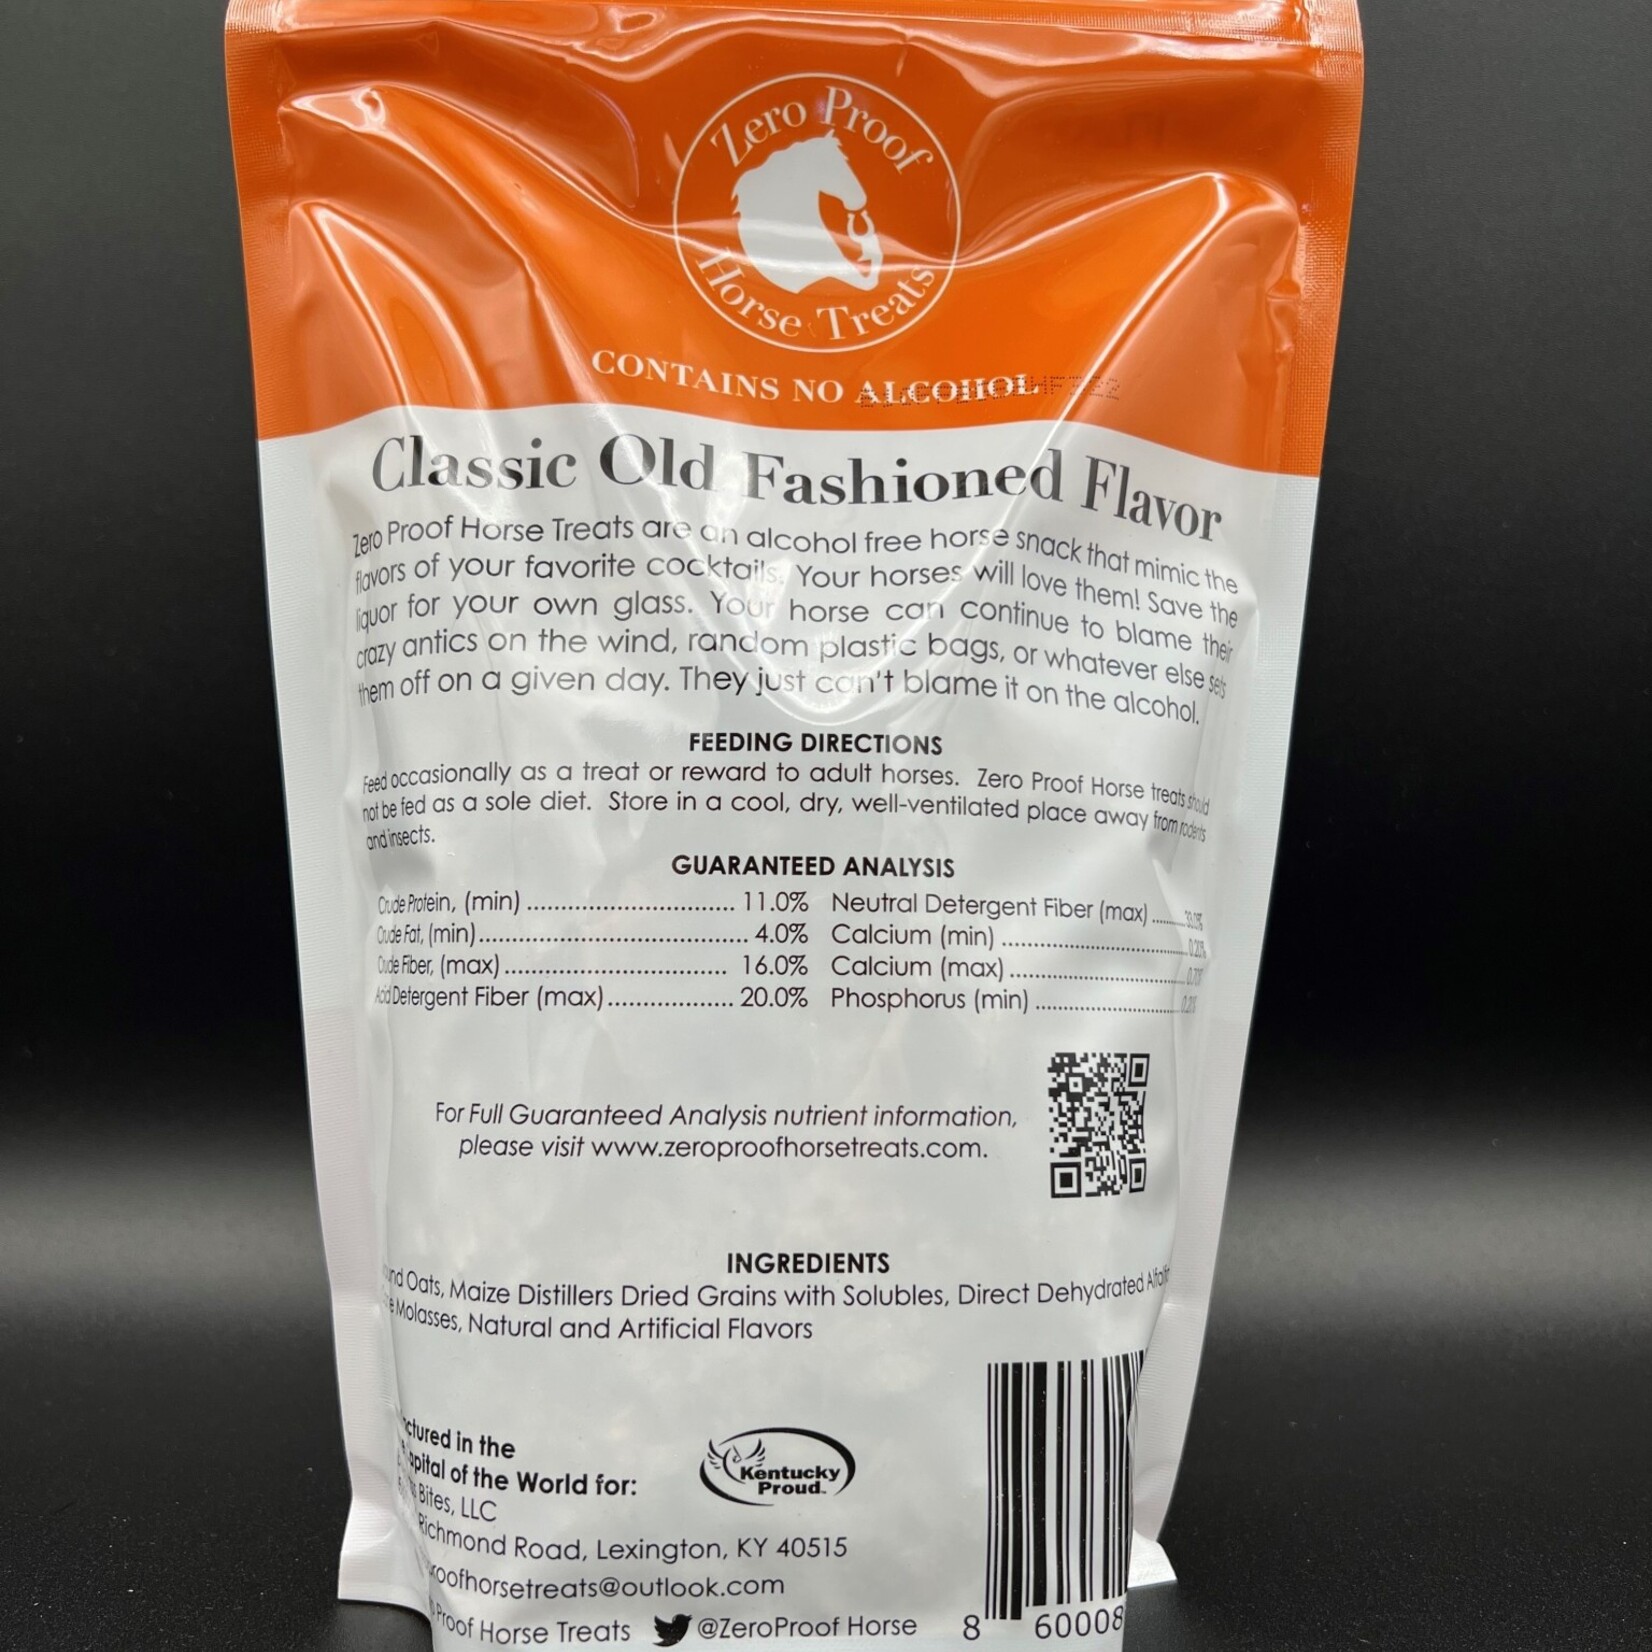 Zero Proof
Horse Treats
CONTAINS NO ALCOHOL
Classic Old Fashioned Flavor
Zero Proof Horse Treats are an alcohol free horse snack that mimic the
flavors of your favorite cocktails. Your horses will love them! Save the
liquor for your own glass. Your horse can continue to blame their
crazy antics on the wind, random plastic bags, or whatever else sets
them off on a given day. They just can't blame it on the alcohol.
FEEDING DIRECTIONS
Feed occasionally as a treat or reward to adult horses. Zero Proof Horse treats should
not be fed as a sole diet. Store in a cool, dry, well-ventilated place away from rodents
and insects.
GUARANTEED ANALYSIS
Crude Protein, (min) 11.0% Neutral Detergent Fiber (max)
Crude Fat, (min) 4.0% Calcium (min) 0.20%
Crude Fiber, (max) 16.0% Calcium (max)
Acid Detergent Fiber (max) 20.0% Phosphorus (min)
For Full Guaranteed Analysis nutrient information,
please visit www.zeroproofhorsetreats.com.
INGREDIENTS
Oats, Maize Distillers Dried Grains with Solubles, Direct Dehydrated
Molasses, Natural and Artificial Flavors
in the
of the World for:
Bites, LLC
Richmond Road, Lexington, KY 40515
roofhorsetreats@outlook.com
Proof Horse Treats @ZeroProof Horse
Kentucky
Proud
8 60008